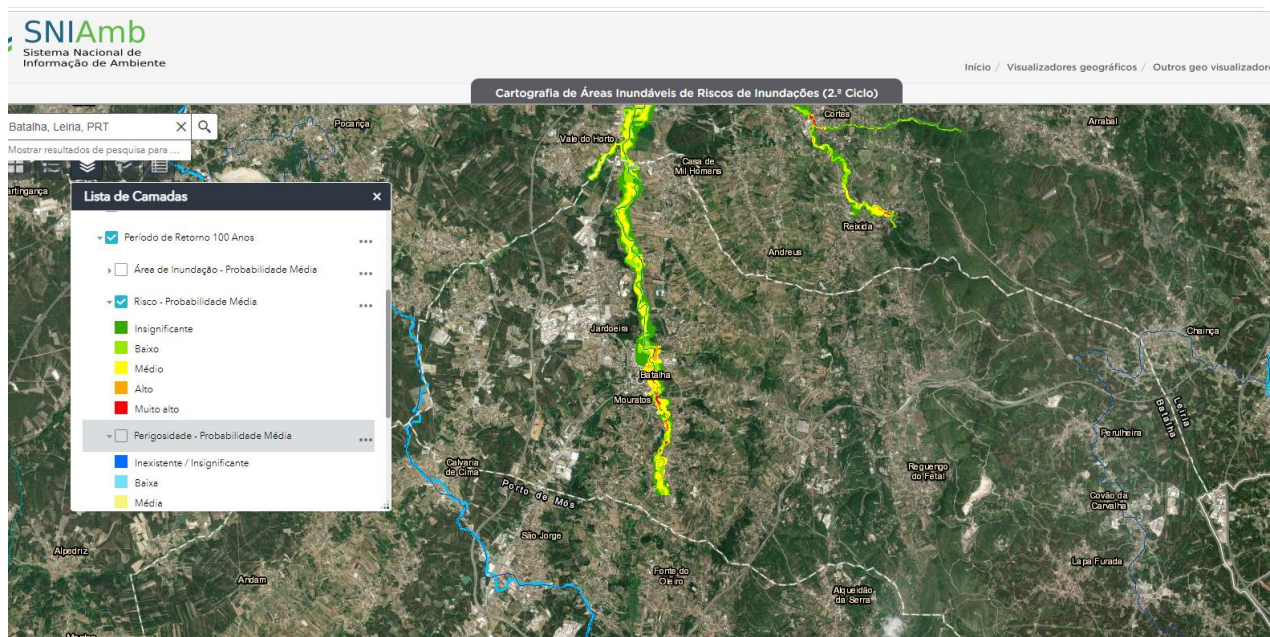 SNIAmb
Sistema Nacional de
Informação de Ambiente
Início / Visualizadores geográficos / Outros geo visualizadore
Cartografia de Áreas Inundáveis de Riscos de Inundações (2.º Ciclo)
Batalha, Leiria, PRT
Mostrar resultados de pesquisa para ...
Lista de Camadas
Período de Retorno 100 Anos
Área de Inundação - Probabilidade Média
Risco - Probabilidade Média
Insignificante
Baixo
Médio
Alto
Muito alto
Perigosidade - Probabilidade Média
Inexistente / Insignificante
Baixa
Média
Pocariça
Vale do Horto
Cortes
Arrabal
Casa de
Mil Homens
artingança
Reixida
Andreus
Jardoeira
Chainça
Batalha
Mouratos
Leiria
Batalha
Perulheira
Calvaria
de Cima
Porto de Mós
Reguengo
do Fetal
Covão da
Carvalha
São Jorge
Alpedriz
Andam
Fonte do
Oleiro
Lapa Furada
Alqueidão
da Serra